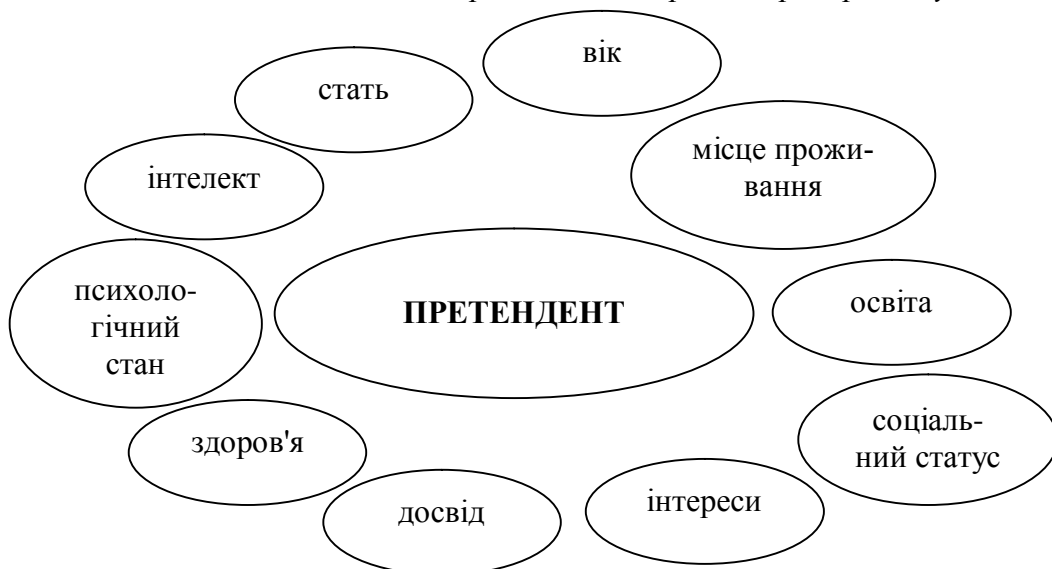 вік
стать
місце прожи-
вання
інтелект
психоло-
гічний
стан
ПРЕТЕНДЕНТ
освіта
соціаль-
ний статус
здоров'я
інтереси
досвід